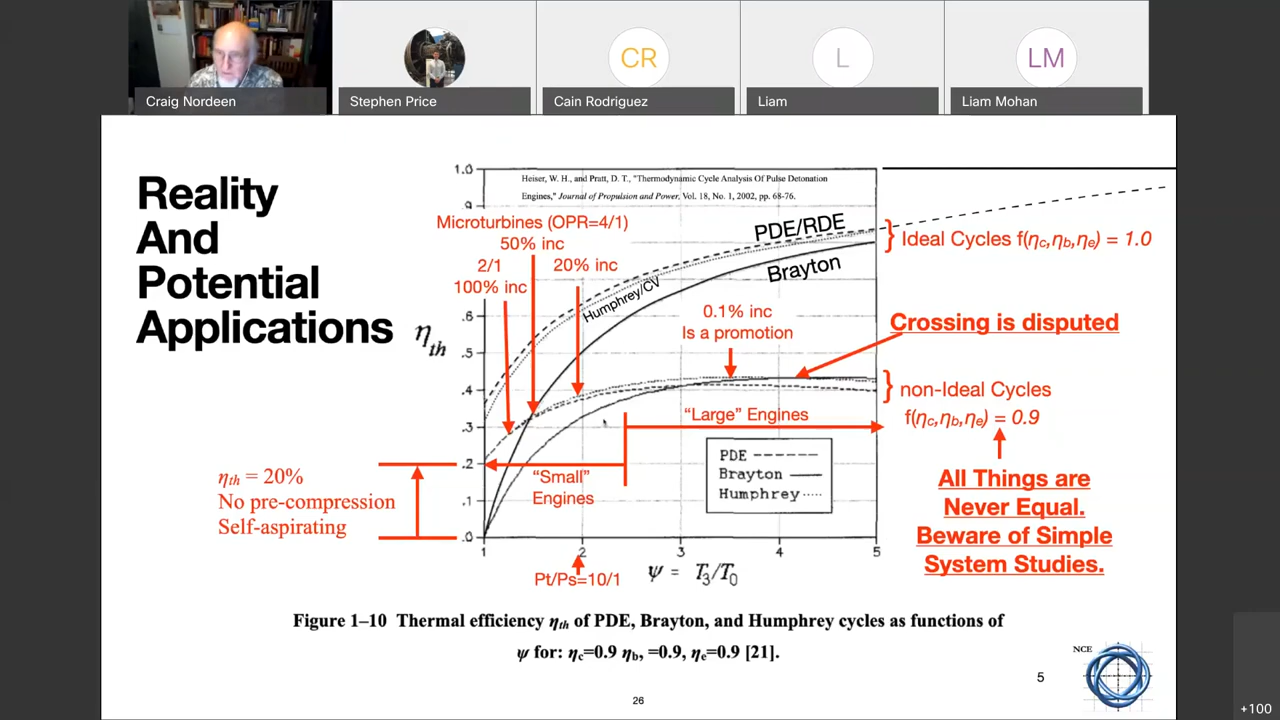 CR
L
LM
Craig Nordeen
Stephen Price
Cain Rodriguez
Liam
Liam Mohan
Reality
And
Potential
Applications
Heiser, W. H., and Pratt, D. T., "Thermodynamic Cycle Analysis Of Pulse Detonation
Engines," Journal of Propulsion and Power, Vol. 18, No. 1, 2002, pp. 68-76.
1.0
.6
.5
.4
.3
.2
.1
.0
ηth
Microturbines (OPR=4/1)
50% inc
2/1
20% inc
100% inc
PDE/RDE
Brayton
Humphrey/CV
Ideal Cycles f(ηc,ηb,ηe) = 1.0
0.1% inc
Is a promotion
Crossing is disputed
non-Ideal Cycles
f(ηc,ηb,ηe) = 0.9
"Large" Engines
"Small"
Engines
PDE
Brayton
Humphrey
ηth = 20%
No pre-compression
Self-aspirating
All Things are
Never Equal.
Beware of Simple
System Studies.
1 2 3 4 5
Pt/Ps=10/1
ψ = T3/T0
Figure 1–10 Thermal efficiency ηth of PDE, Brayton, and Humphrey cycles as functions of
ψ for: ηc=0.9 ηb, =0.9, ηe=0.9 [21].
NCE
5
26
+100